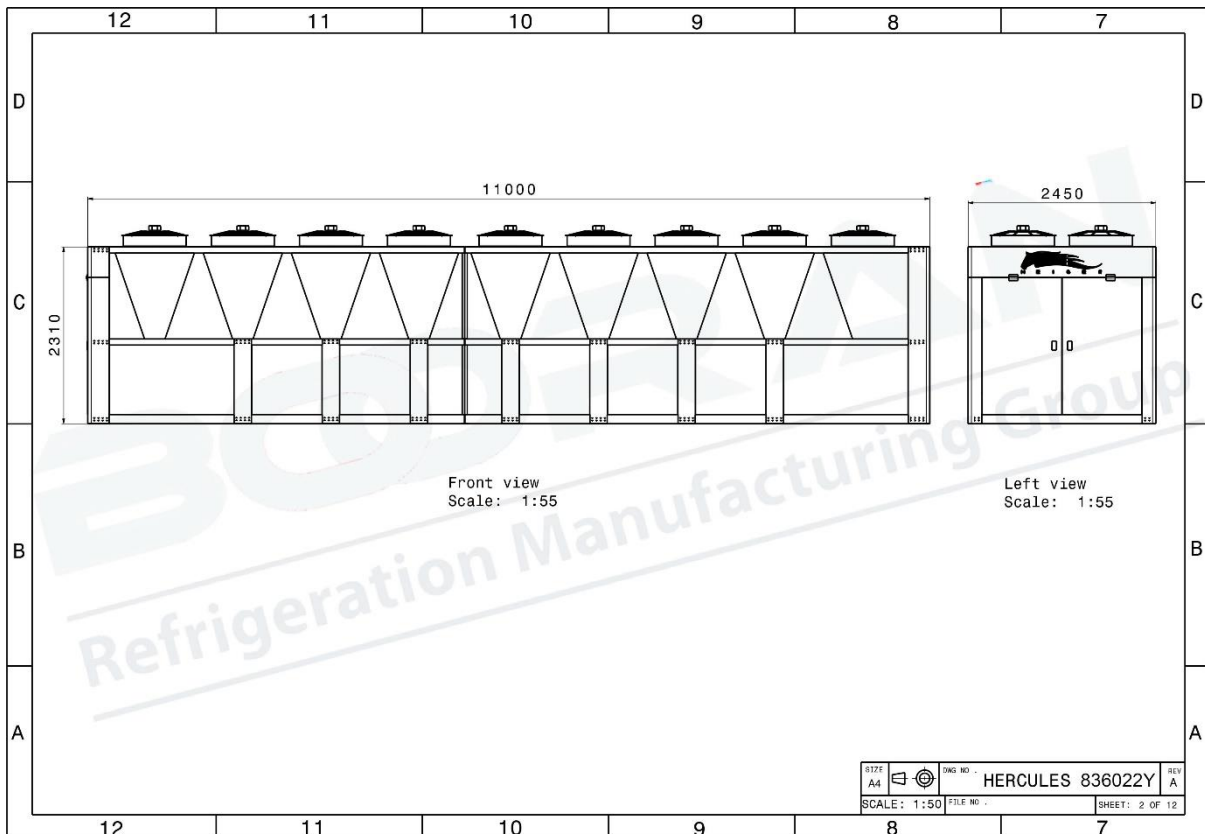 12 11 10 9 8 7
D D
11000
2450
C C
2310
Front view
Scale: 1:55
Left view
Scale: 1:55
B B
BOORAN
Refrigeration Manufacturing Group
A A
SIZE
A4
DWG NO .
HERCULES 836022Y
REV
A
SCALE: 1:50
FILE NO .
SHEET: 2 OF 12
12 11 10 9 8 7